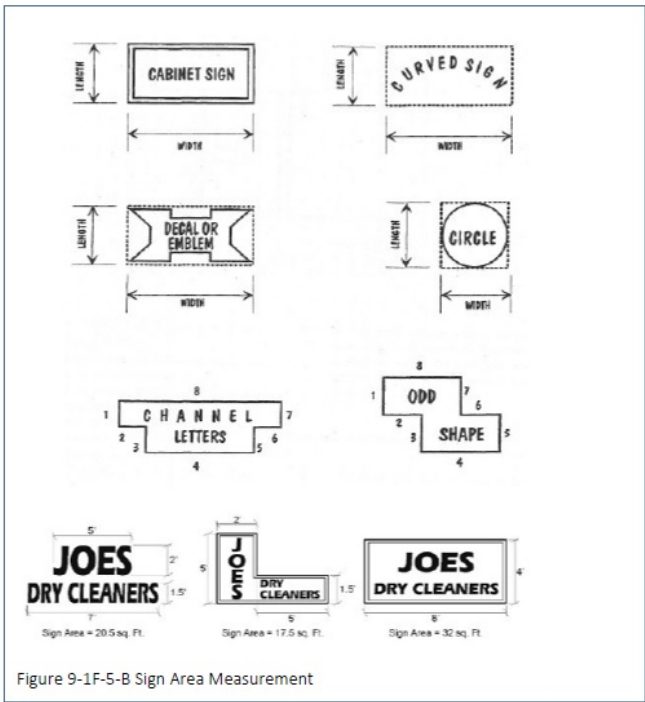 LENGTH
CABINET SIGN
WIDTH
LENGTH
CURVED SIGN
WIDTH
LENGTH
DECAL OR
EMBLEM
WIDTH
LENGTH
CIRCLE
WIDTH
8
1
CHANNEL
7
2
LETTERS
6
3
5
4
8
1
ODD
7
6
2
3
SHAPE
5
4
5'
JOES
2'
DRY CLEANERS
1.5'
7'
Sign Area = 20.5 sq. Ft.
2'
5'
JOES
DRY
CLEANERS
1.5'
5'
Sign Area = 17.5 sq. Ft.
JOES
DRY CLEANERS
4'
8'
Sign Area = 32 sq. Ft.
Figure 9-1F-5-B Sign Area Measurement